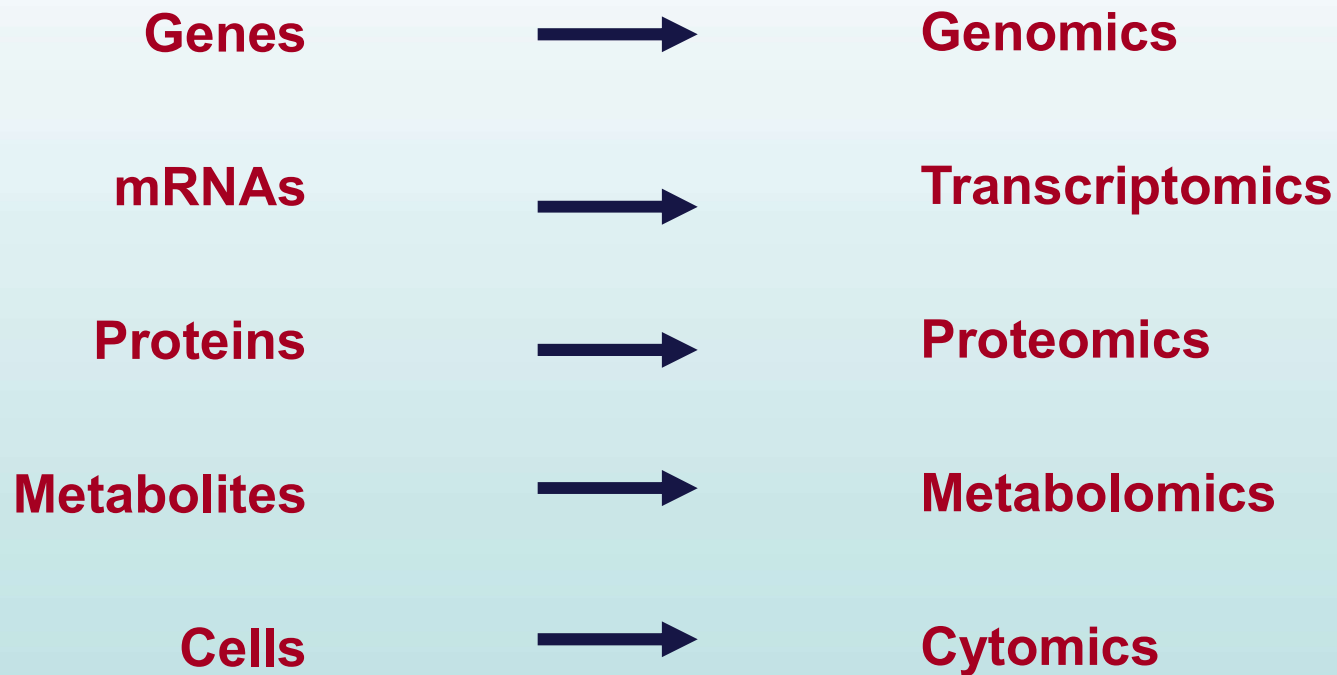 Genes Genomics
mRNAs Transcriptomics
Proteins Proteomics
Metabolites Metabolomics
Cells Cytomics